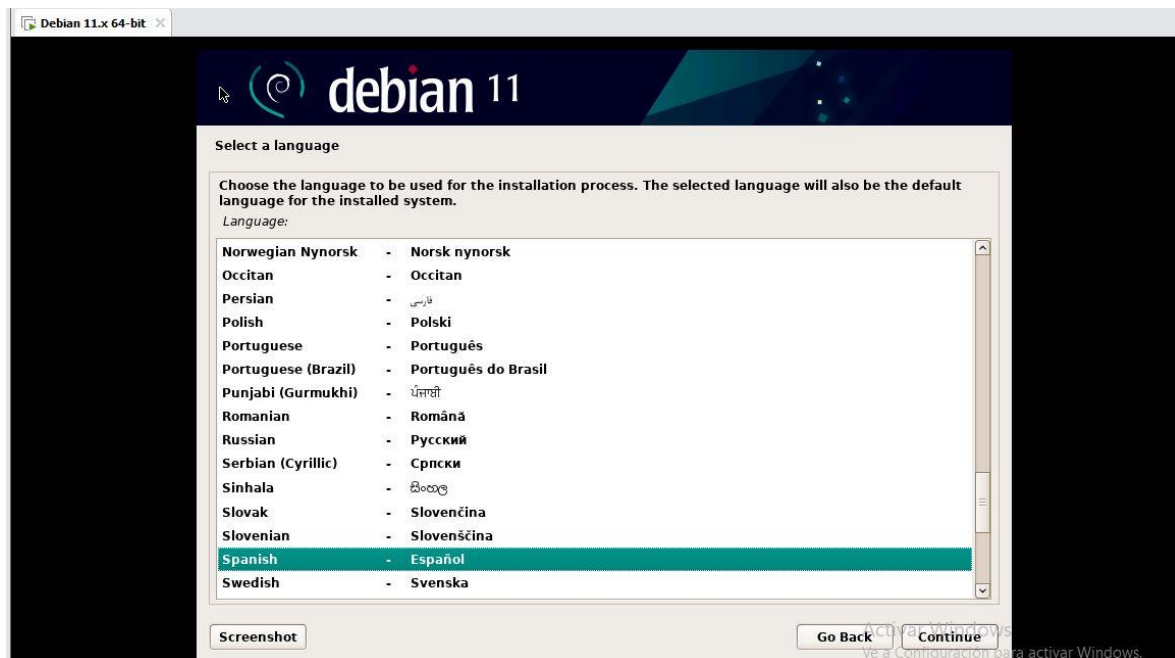 Debian 11.x 64-bit
debian 11
Select a language
Choose the language to be used for the installation process. The selected language will also be the default
language for the installed system.
Language:
Norwegian Nynorsk - Norsk nynorsk
Occitan - Occitan
Persian - فارسی
Polish - Polski
Portuguese - Português
Portuguese (Brazil) - Português do Brasil
Punjabi (Gurmukhi) - ਪੰਜਾਬੀ
Romanian - Română
Russian - Русский
Serbian (Cyrillic) - Српски
Sinhala - සිංහල
Slovak - Slovenčina
Slovenian - Slovenščina
Spanish - Español
Swedish - Svenska
Screenshot Go Back Continue
Activar Windows
Ve a Configuración para activar Windows.